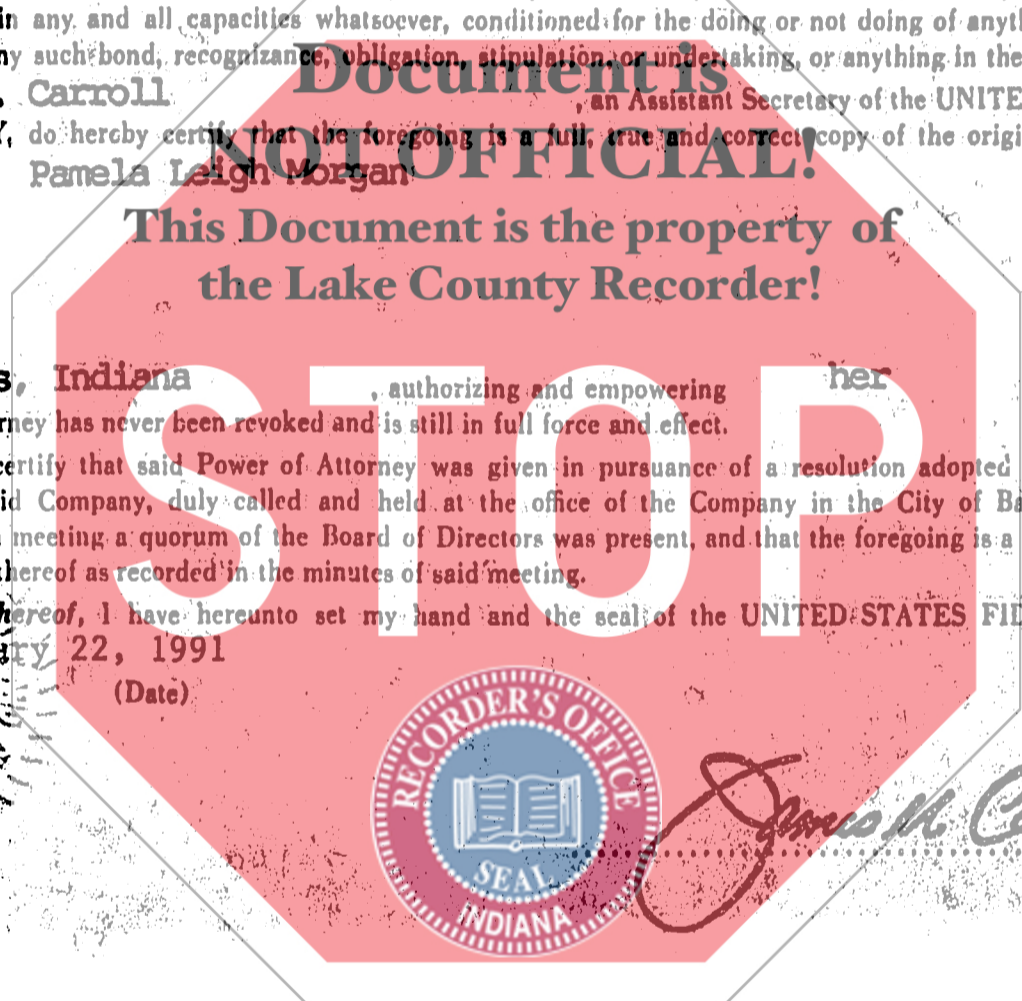 in any and all capacities whatsoever, conditioned for the doing or not doing of anyth
ny such bond, recognizance, obligation, stipulation, or undertaking, or anything in the
Document is
Carroll , an Assistant Secretary of the UNITE
Y, do hereby certify that the foregoing is a full, true and correct copy of the origi
NOT OFFICIAL!
Pamela Leigh Morgan
This Document is the property of
the Lake County Recorder!
s, Indiana , authorizing and empowering her
rney has never been revoked and is still in full force and effect.
ertify that said Power of Attorney was given in pursuance of a resolution adopted
id Company, duly called and held at the office of the Company in the City of Ba
meeting a quorum of the Board of Directors was present, and that the foregoing is a
hereof as recorded in the minutes of said meeting.
hereof, I have hereunto set my hand and the seal of the UNITED STATES FID
ry 22, 1991
(Date)
STOP
RECORDER'S OFFICE
SEAL
INDIANA
James M. C